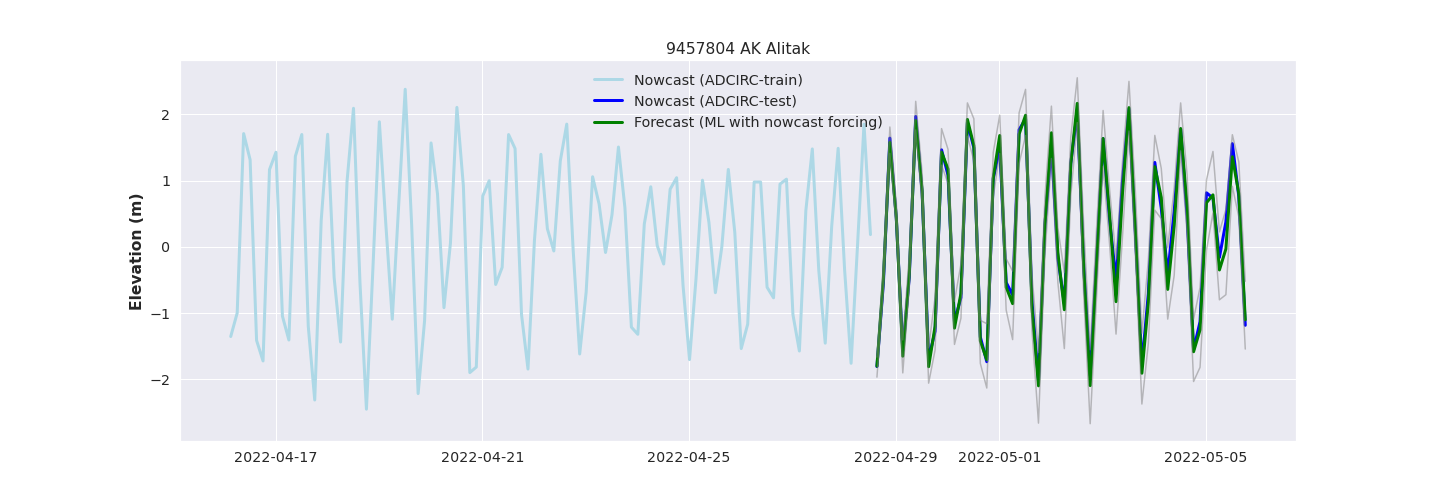 9457804 AK Alitak
Nowcast (ADCIRC-train)
Nowcast (ADCIRC-test)
Forecast (ML with nowcast forcing)
Elevation (m)
2
1
0
−1
−2
2022-04-17 2022-04-21 2022-04-25 2022-04-29 2022-05-01 2022-05-05